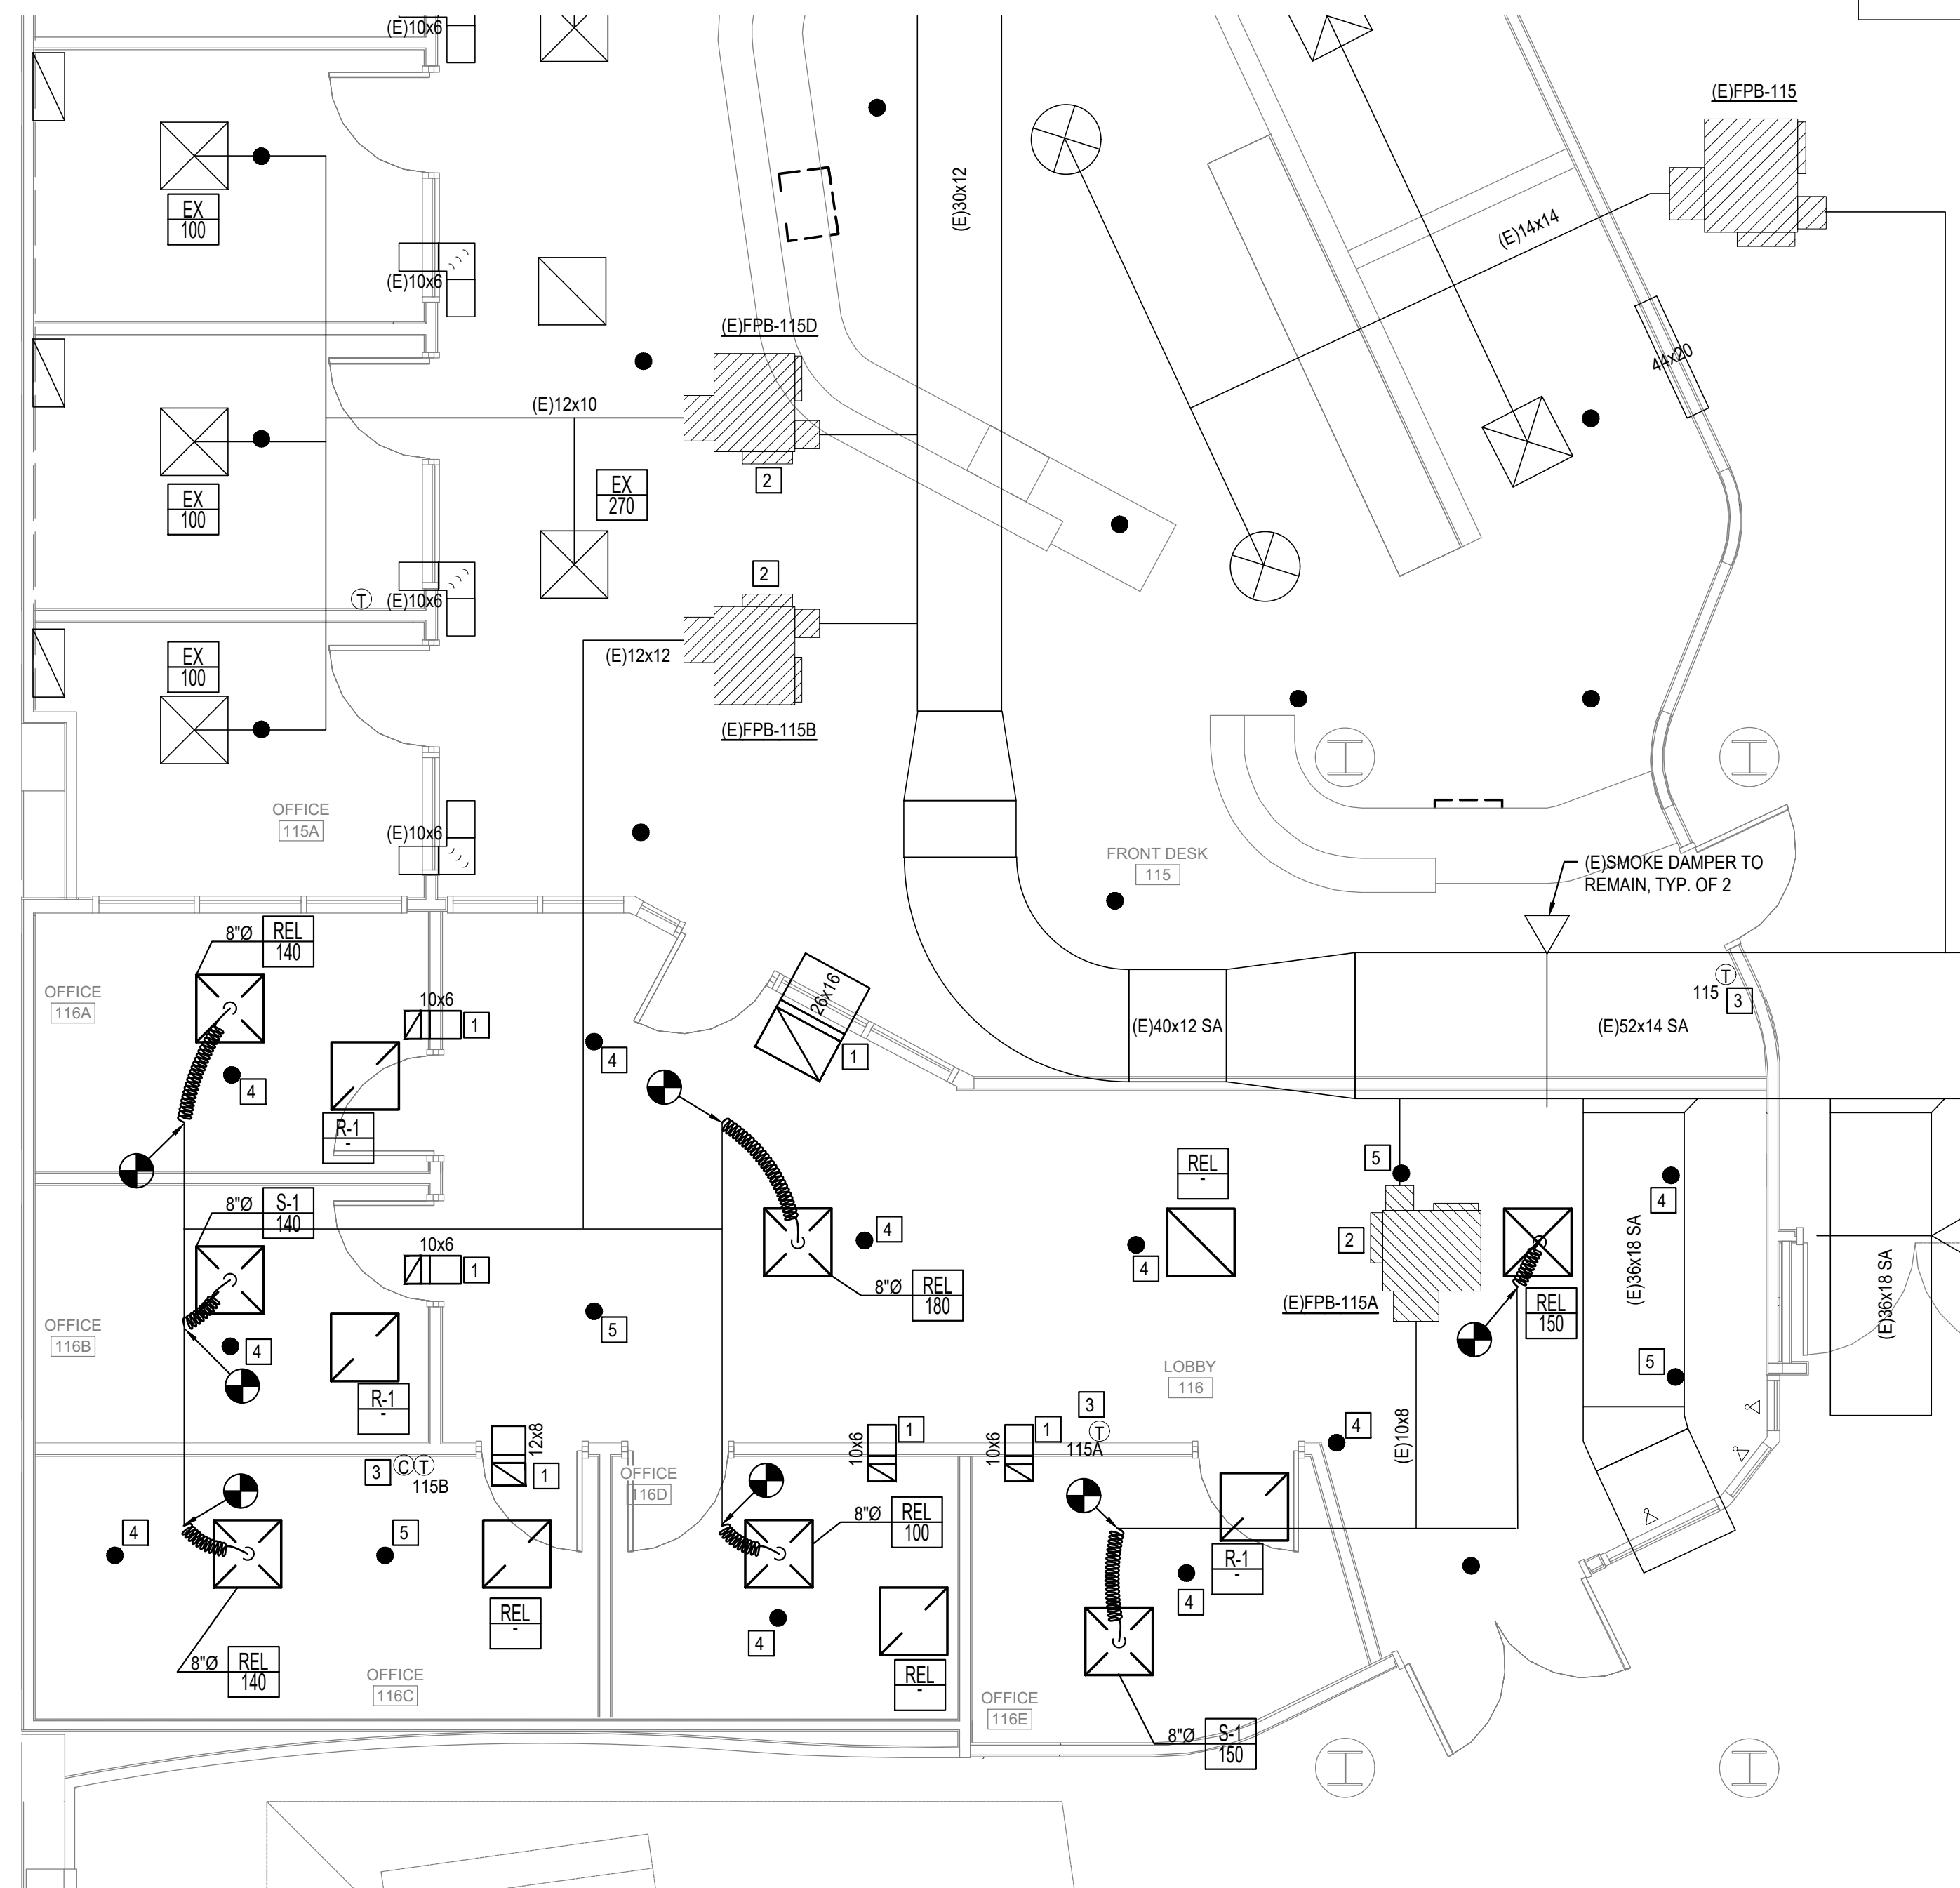 (E)10x6
(E)FPB-115
EX
100
(E)30x12
(E)14x14
(E)10x6
(E)FPB-115D
44x20
(E)12x10
EX
270
2
EX
100
2
T
(E)10x6
(E)12x12
EX
100
(E)FPB-115B
OFFICE
115A
(E)10x6
FRONT DESK
115
(E)SMOKE DAMPER TO
REMAIN, TYP. OF 2
8"Ø
REL
140
OFFICE
116A
10x6
1
26x16
1
T
115
3
(E)40x12 SA
(E)52x14 SA
4
4
R-1
-
5
REL
-
4
8"Ø
S-1
140
4
4
2
10x6
1
8"Ø
REL
180
(E)FPB-115A
REL
150
(E)36x18 SA
(E)36x18 SA
OFFICE
116B
4
5
5
R-1
-
LOBBY
116
3
T
115A
12x8
1
10x6
1
10x6
1
4
(E)10x8
3
C
T
115B
OFFICE
116D
4
5
8"Ø
REL
100
R-1
-
4
REL
-
4
8"Ø
REL
140
OFFICE
116C
REL
-
OFFICE
116E
8"Ø
S-1
150